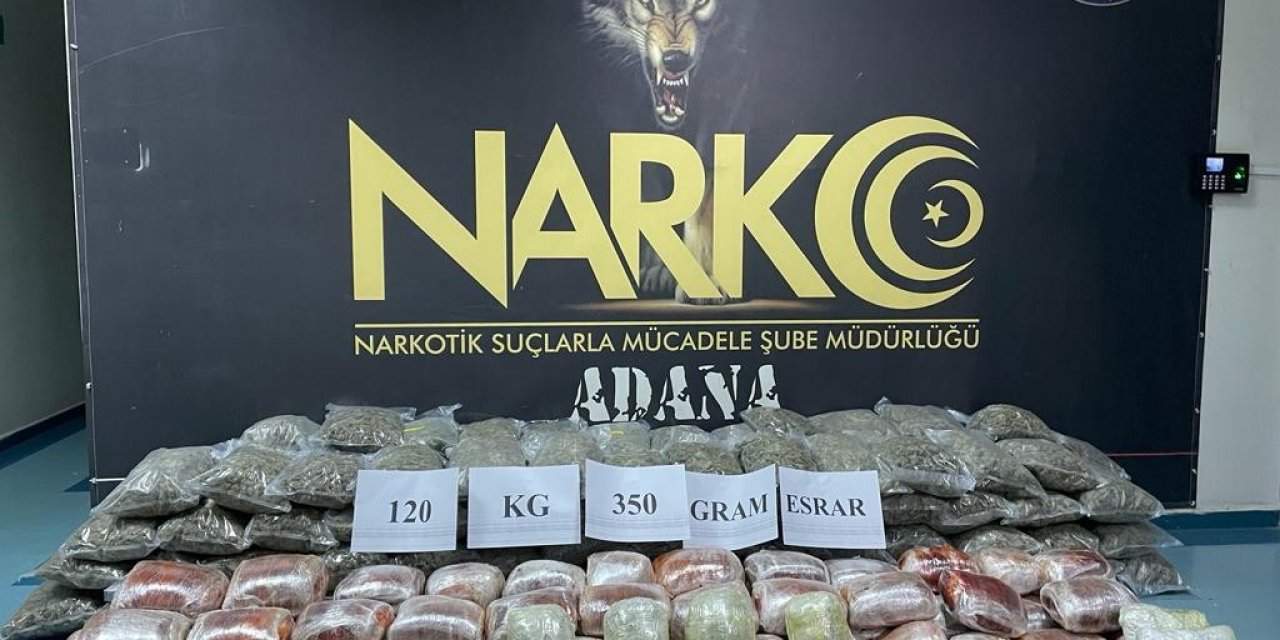 NARKO
NARKOTİK SUÇLARLA MÜCADELE ŞUBE MÜDÜRLÜĞÜ
ADANA
120 KG 350 GRAM ESRAR